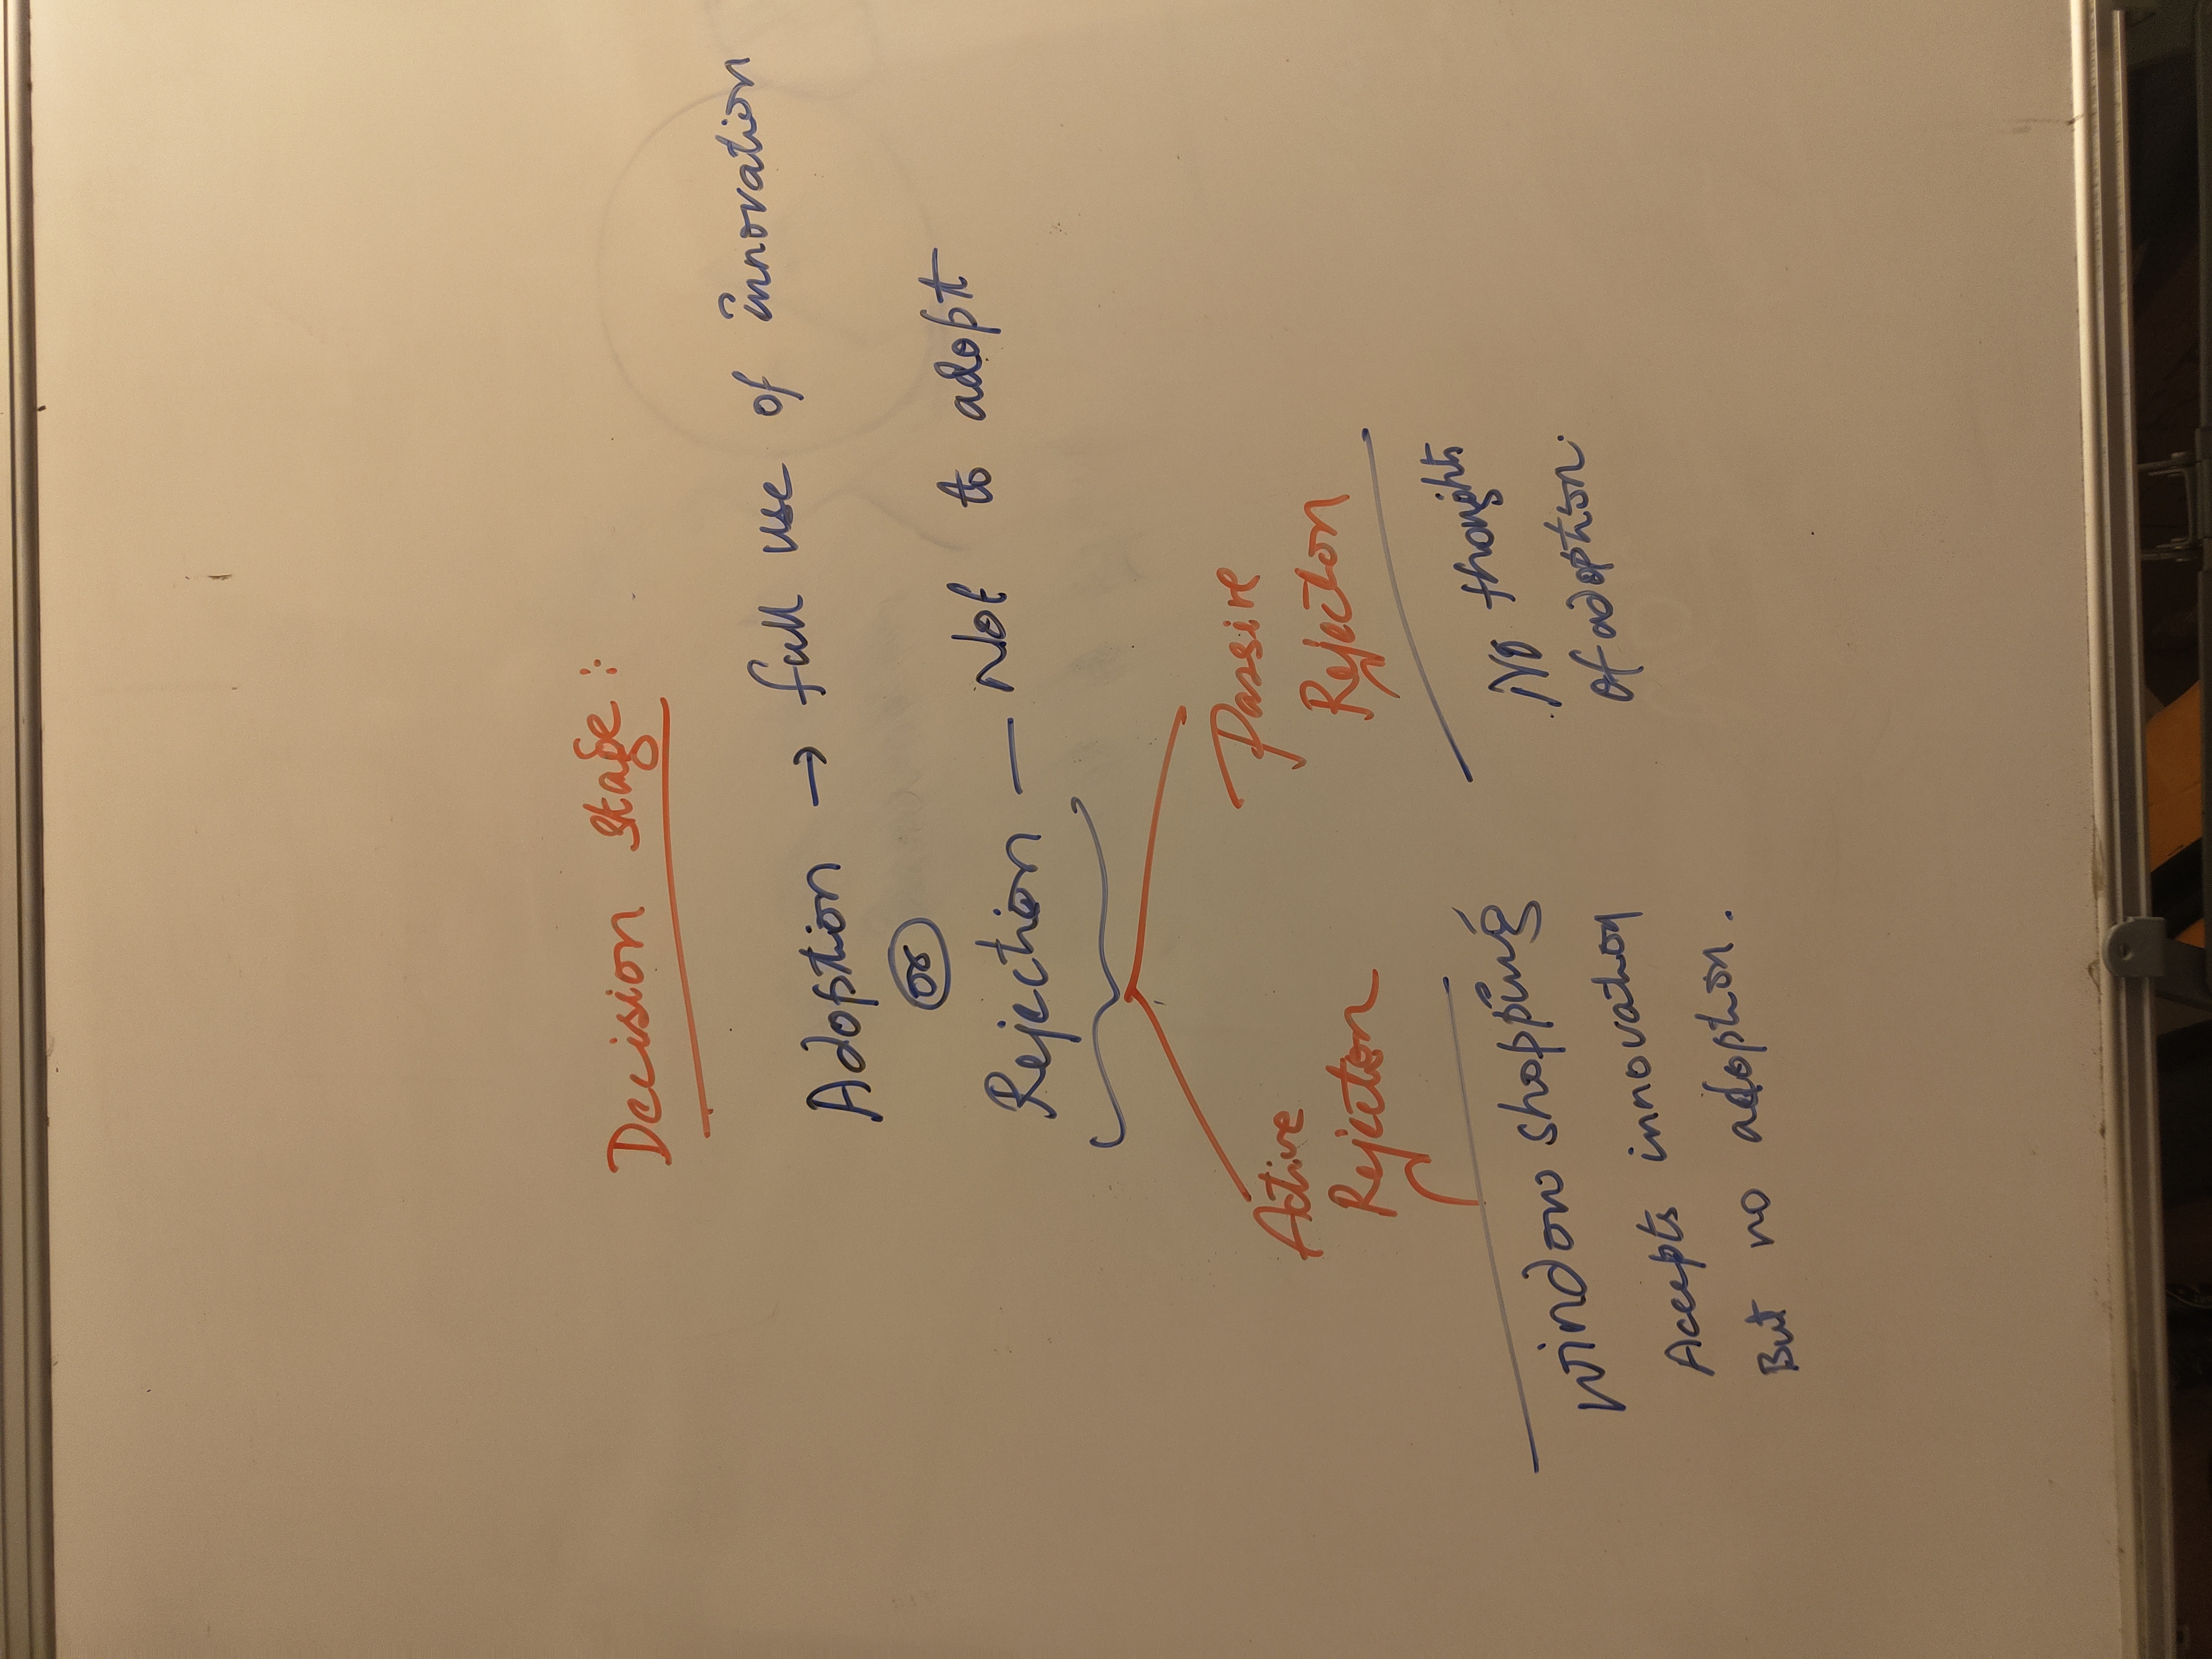 Decision Stage :
Adoption → full use of innovation
or
Rejection — Not to adopt
Active
Rejection
Passive
Rejection
window shopping
Accepts innovation
But no adoption.
No thoughts
of adoption.